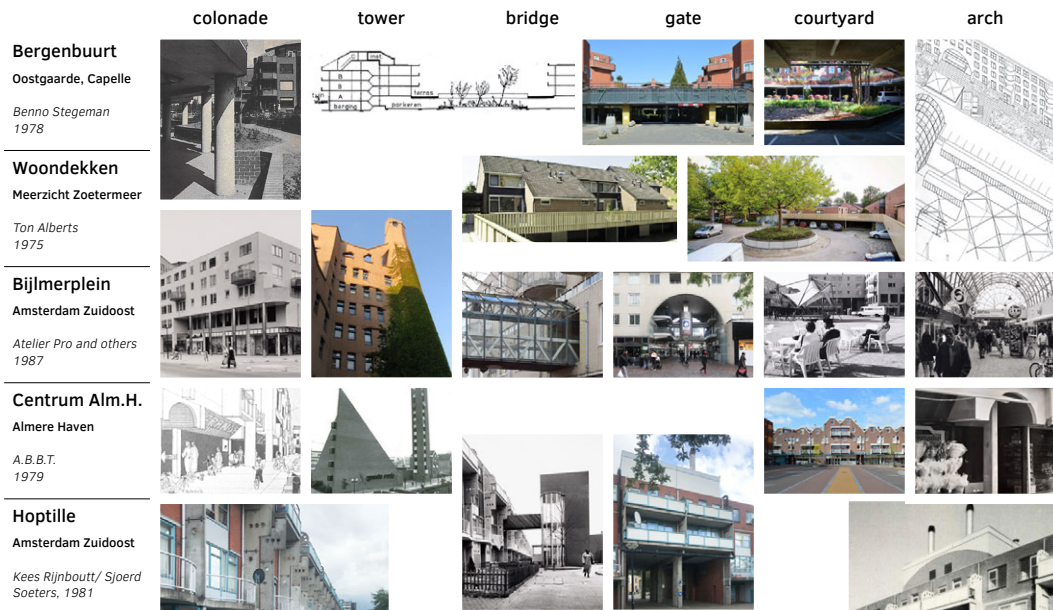 colonade tower bridge gate courtyard arch
Bergenbuurt
Oostgaarde, Capelle
Benno Stegeman
1978
Woondekken
Meerzicht Zoetermeer
Ton Alberts
1975
Bijlmerplein
Amsterdam Zuidoost
Atelier Pro and others
1987
Centrum Alm.H.
Almere Haven
A.B.B.T.
1979
Hoptille
Amsterdam Zuidoost
Kees Rijnboutt/ Sjoerd
Soeters, 1981
B
B
A
A
tuin
berging
terras
parkeren